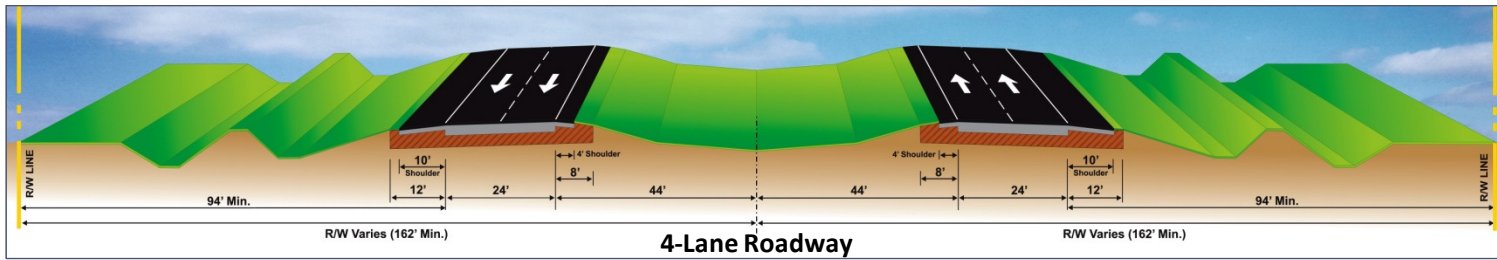 4' Shoulder
4' Shoulder
10'
Shoulder
10'
Shoulder
8'
8'
R/W LINE
R/W LINE
12'
24'
44'
44'
24'
12'
94' Min.
94' Min.
R/W Varies (162' Min.)
R/W Varies (162' Min.)
4-Lane Roadway